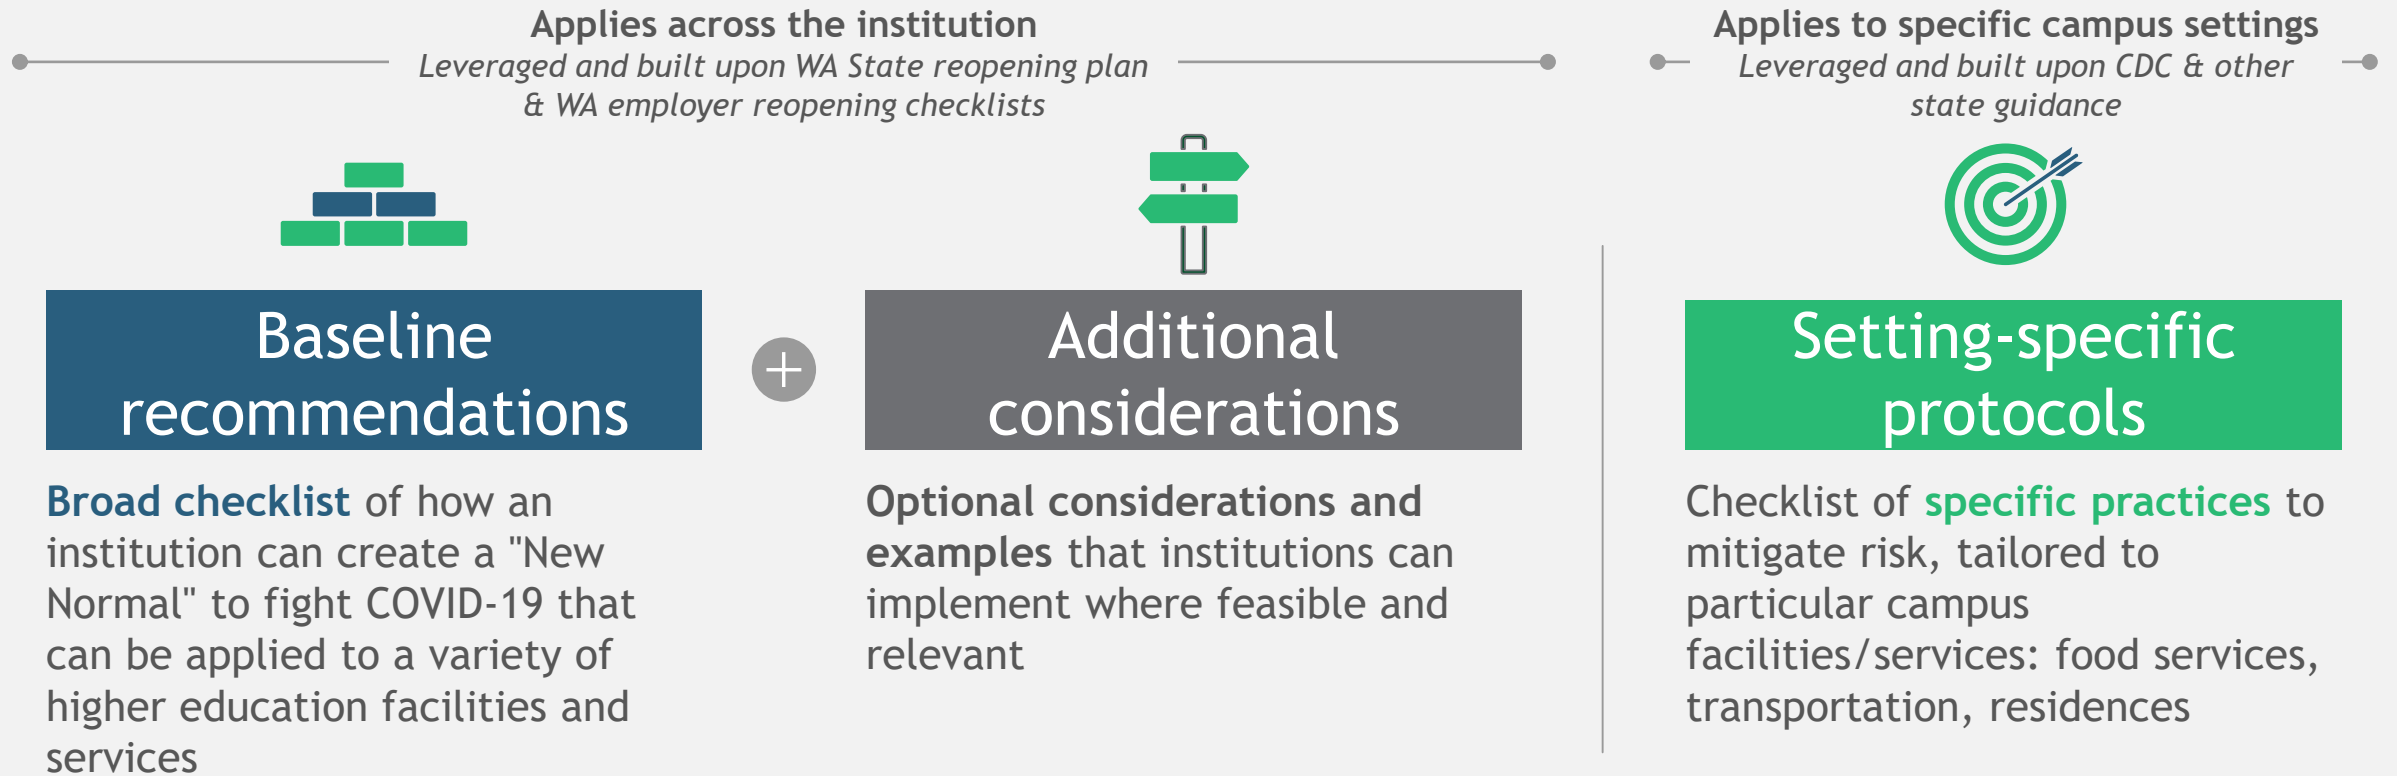 Applies across the institution
Leveraged and built upon WA State reopening plan
& WA employer reopening checklists
Applies to specific campus settings
Leveraged and built upon CDC & other
state guidance
Baseline
recommendations
Additional
considerations
Setting-specific
protocols
Broad checklist of how an
institution can create a "New
Normal" to fight COVID-19 that
can be applied to a variety of
higher education facilities and
services
Optional considerations and
examples that institutions can
implement where feasible and
relevant
Checklist of specific practices to
mitigate risk, tailored to
particular campus
facilities/services: food services,
transportation, residences